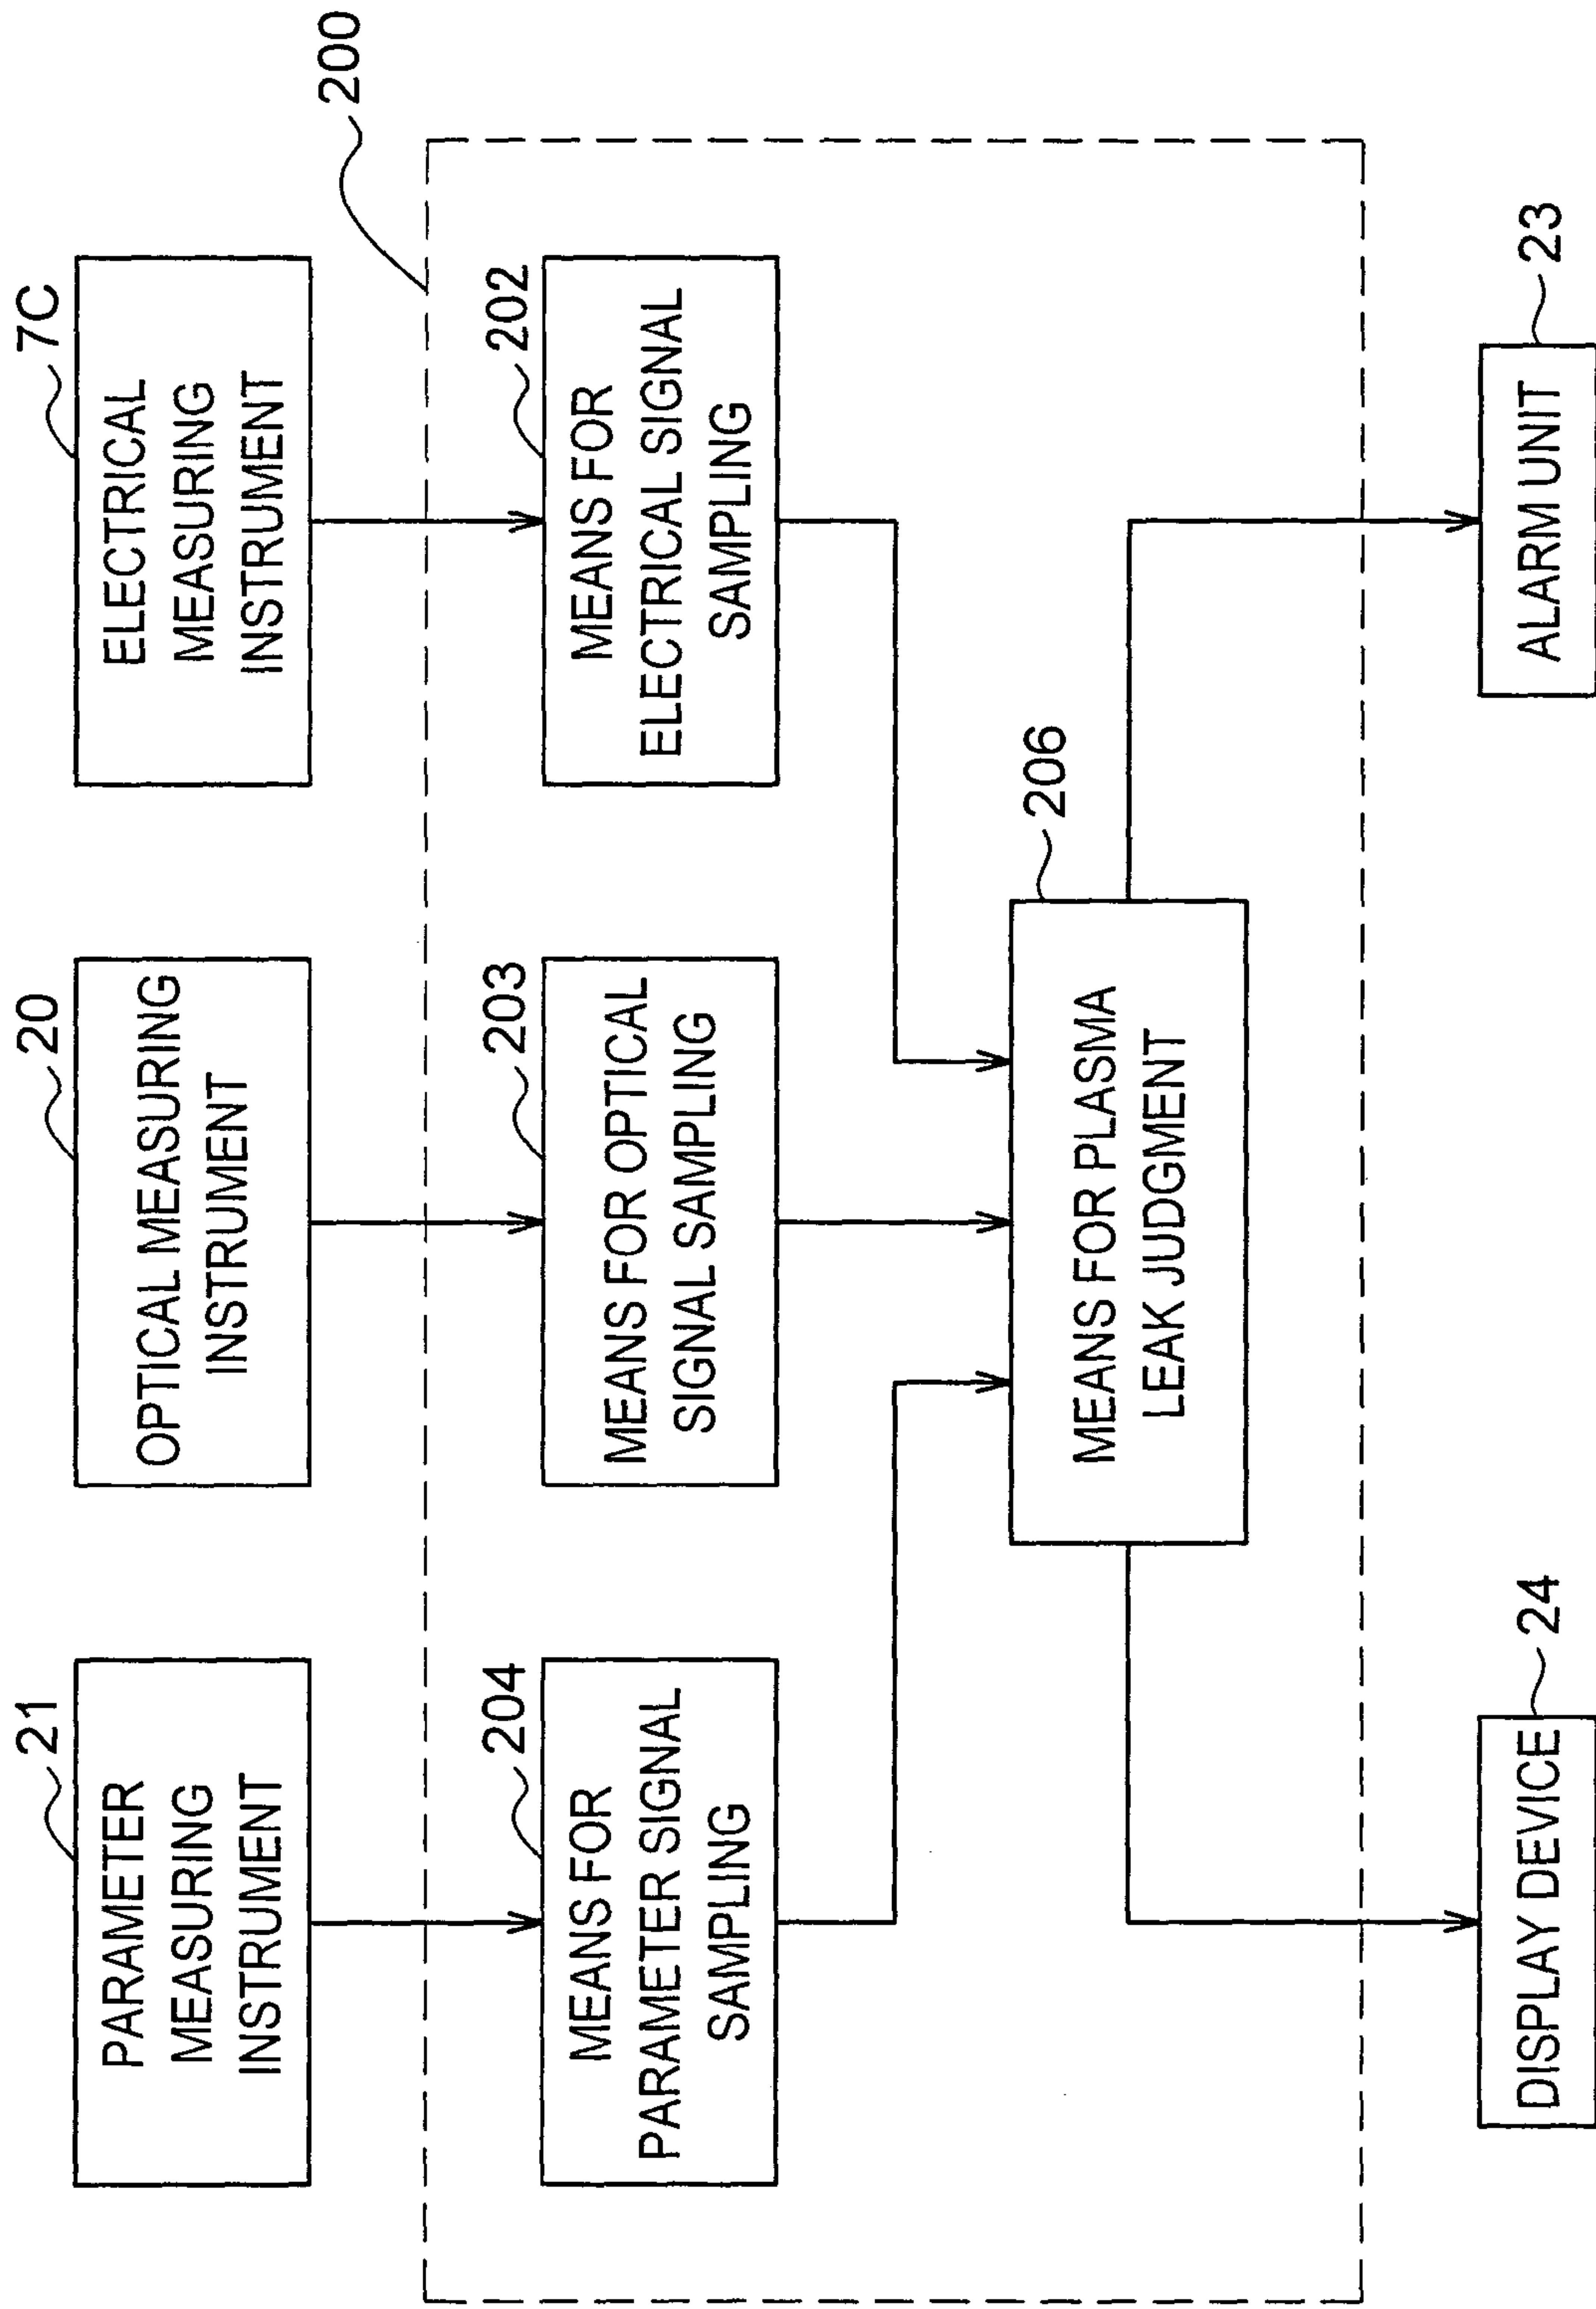 21
PARAMETER
MEASURING
INSTRUMENT
20
OPTICAL MEASURING
INSTRUMENT
7C
ELECTRICAL
MEASURING
INSTRUMENT
200
204
MEANS FOR
PARAMETER SIGNAL
SAMPLING
203
MEANS FOR OPTICAL
SIGNAL SAMPLING
202
MEANS FOR
ELECTRICAL SIGNAL
SAMPLING
206
MEANS FOR PLASMA
LEAK JUDGMENT
DISPLAY DEVICE
24
ALARM UNIT
23